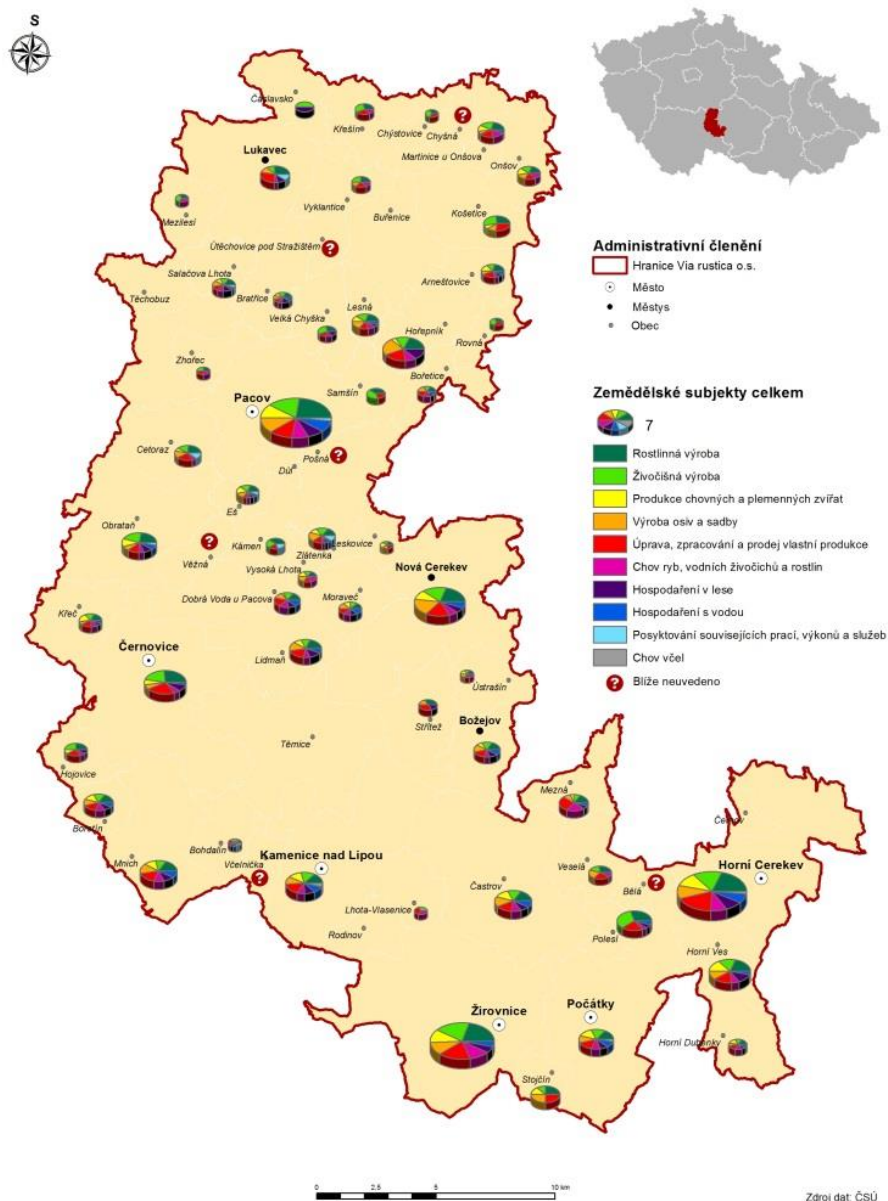 S
Čáslavsko
Křešín
Chýstovice
Chyšná
Lukavec
Martinice u Onšova
Onšov
Mezilesí
Vyklantice
Buřenice
Košetice
Útěchovice pod Stražištěm
Salačova Lhota
Těchobuz
Bratřice
Arneštovice
Velká Chyška
Lesná
Hořepník
Rovná
Zhořec
Bořetice
Samšín
Pacov
Cetoraz
Pošná
Důl
Eš
Obrataň
Věžná
Kámen
Zlátenka
Leskovice
Vysoká Lhota
Nová Cerekev
Dobrá Voda u Pacova
Moraveč
Křeč
Černovice
Lidmaň
Ústrašín
Střítež
Božejov
Těmice
Hojovice
Mezná
Černov
Bořetín
Bohdalín
Mnich
Včelnička
Kamenice nad Lipou
Veselá
Horní Cerekev
Častrov
Bělá
Lhota-Vlasenice
Rodinov
Polesí
Horní Ves
Žirovnice
Počátky
Horní Dubenky
Stojčín
Administrativní členění
Hranice Via rustica o.s.
Město
Městys
Obec
Zemědělské subjekty celkem
7
Rostlinná výroba
Živočišná výroba
Produkce chovných a plemenných zvířat
Výroba osiv a sadby
Úprava, zpracování a prodej vlastní produkce
Chov ryb, vodních živočichů a rostlin
Hospodaření v lese
Hospodaření s vodou
Posyktování souvisejících prací, výkonů a služeb
Chov včel
? Blíže neuvedeno
0 2,5 5 10 km
Zdroj dat: ČSÚ